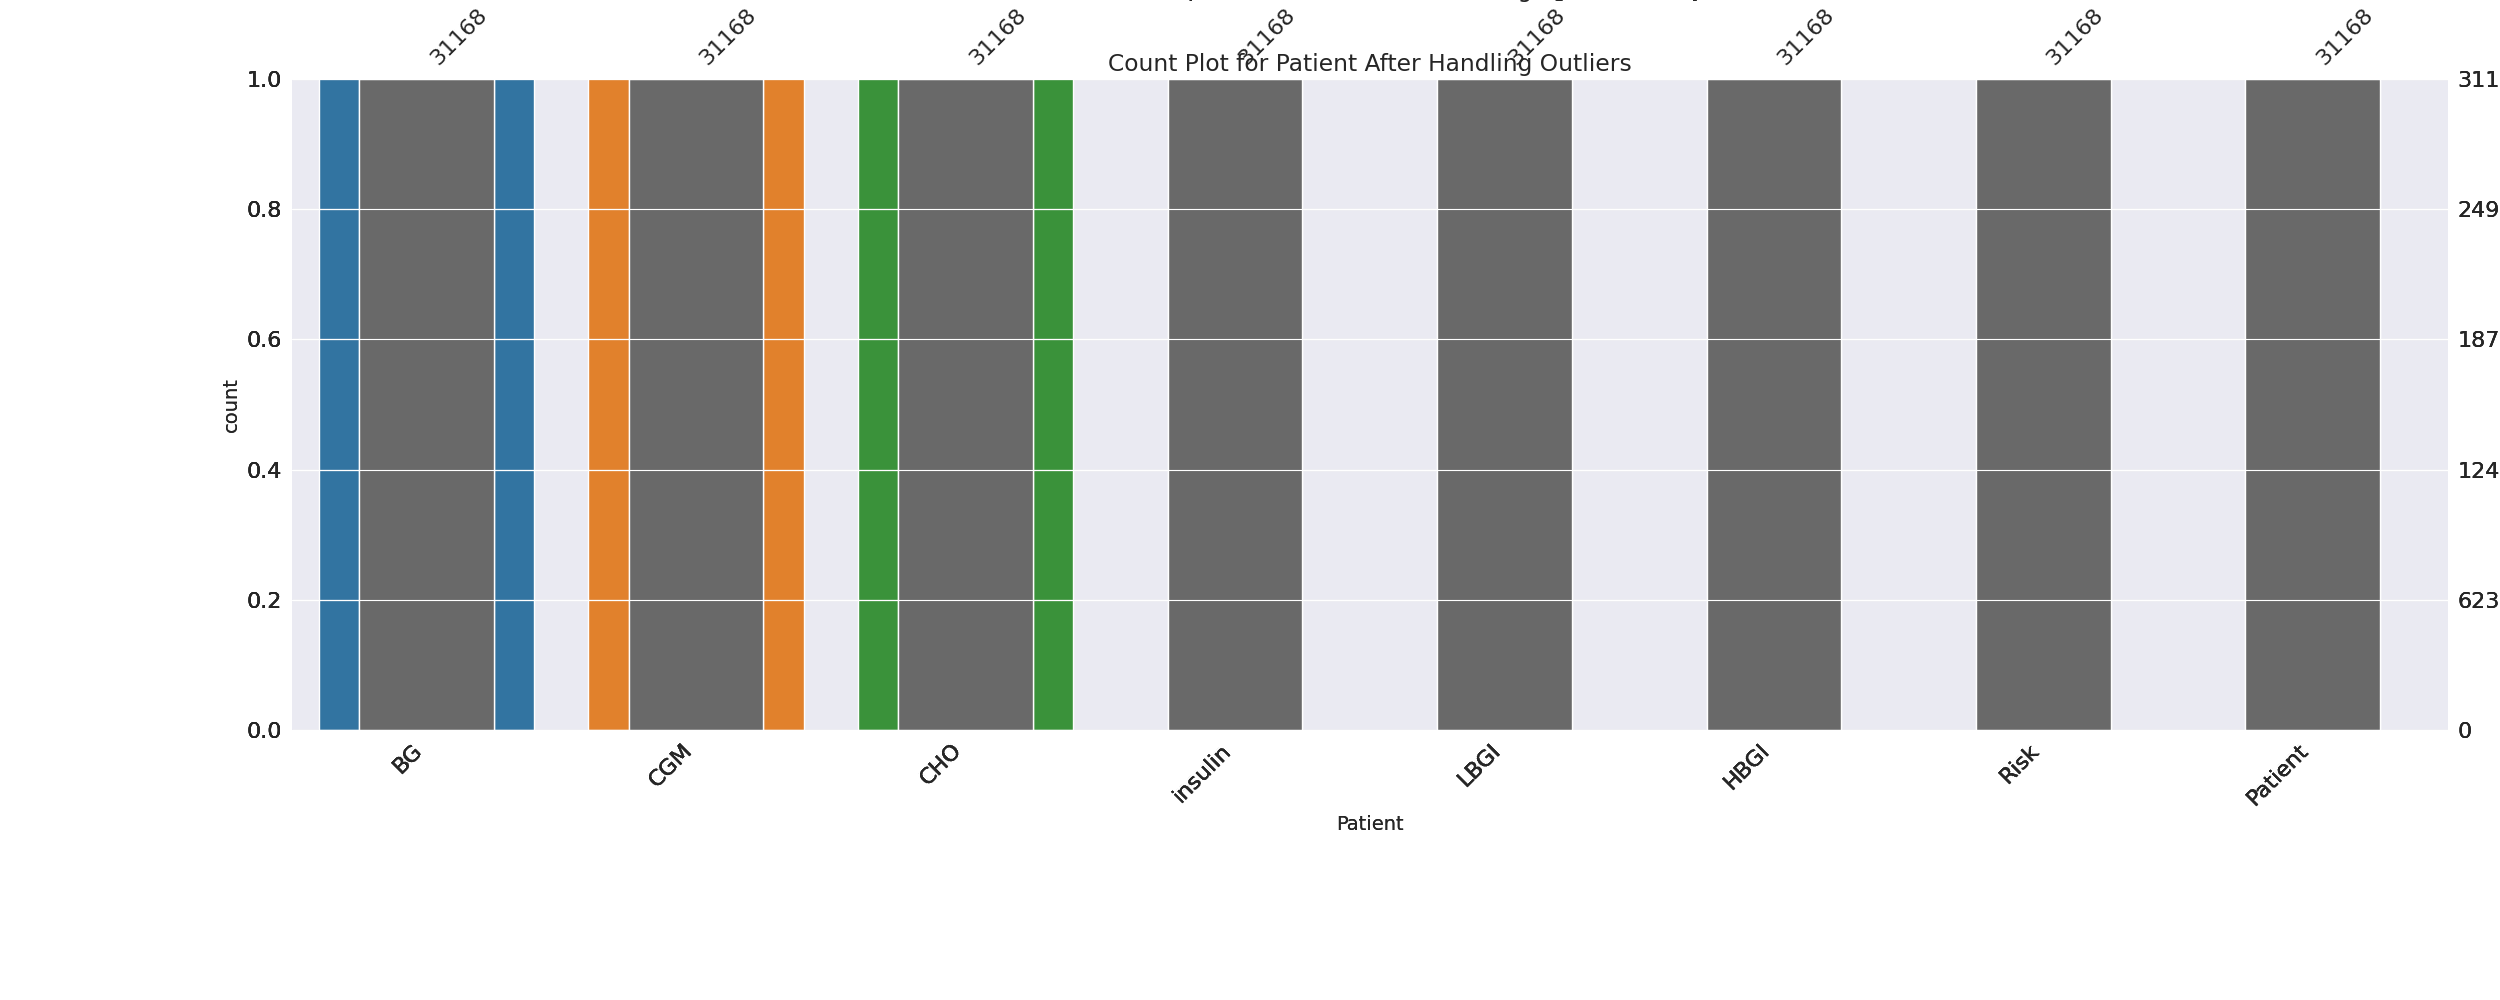 31168 31168 31168 31168 31168 31168 31168 31168
Count Plot for Patient After Handling Outliers
1.0 311
0.8 249
0.6 187
count
0.4 124
0.2 623
0.0 0
BG CGM CHO insulin LBGI HBGI Risk Patient
Patient